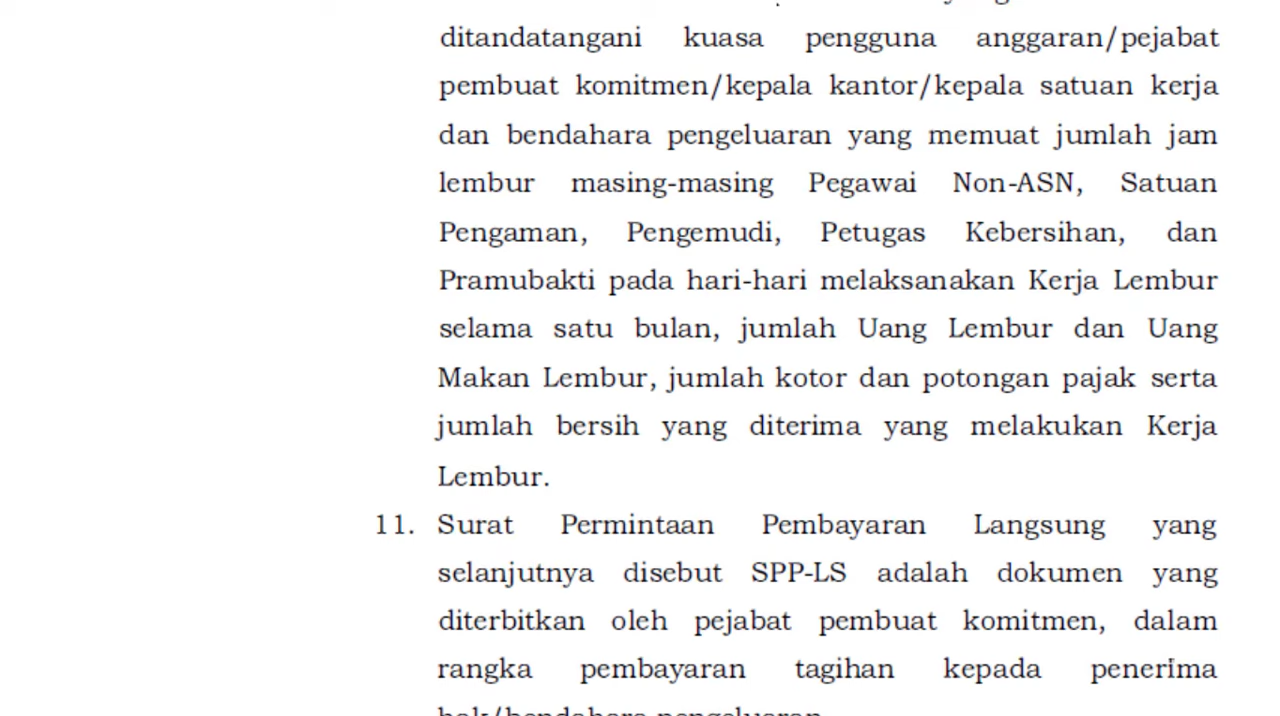 ditandatangani kuasa pengguna anggaran/pejabat
pembuat komitmen/kepala kantor/kepala satuan kerja
dan bendahara pengeluaran yang memuat jumlah jam
lembur masing-masing Pegawai Non-ASN, Satuan
Pengaman, Pengemudi, Petugas Kebersihan, dan
Pramubakti pada hari-hari melaksanakan Kerja Lembur
selama satu bulan, jumlah Uang Lembur dan Uang
Makan Lembur, jumlah kotor dan potongan pajak serta
jumlah bersih yang diterima yang melakukan Kerja
Lembur.
11. Surat Permintaan Pembayaran Langsung yang
selanjutnya disebut SPP-LS adalah dokumen yang
diterbitkan oleh pejabat pembuat komitmen, dalam
rangka pembayaran tagihan kepada penerima
hak/bendahara pengeluaran